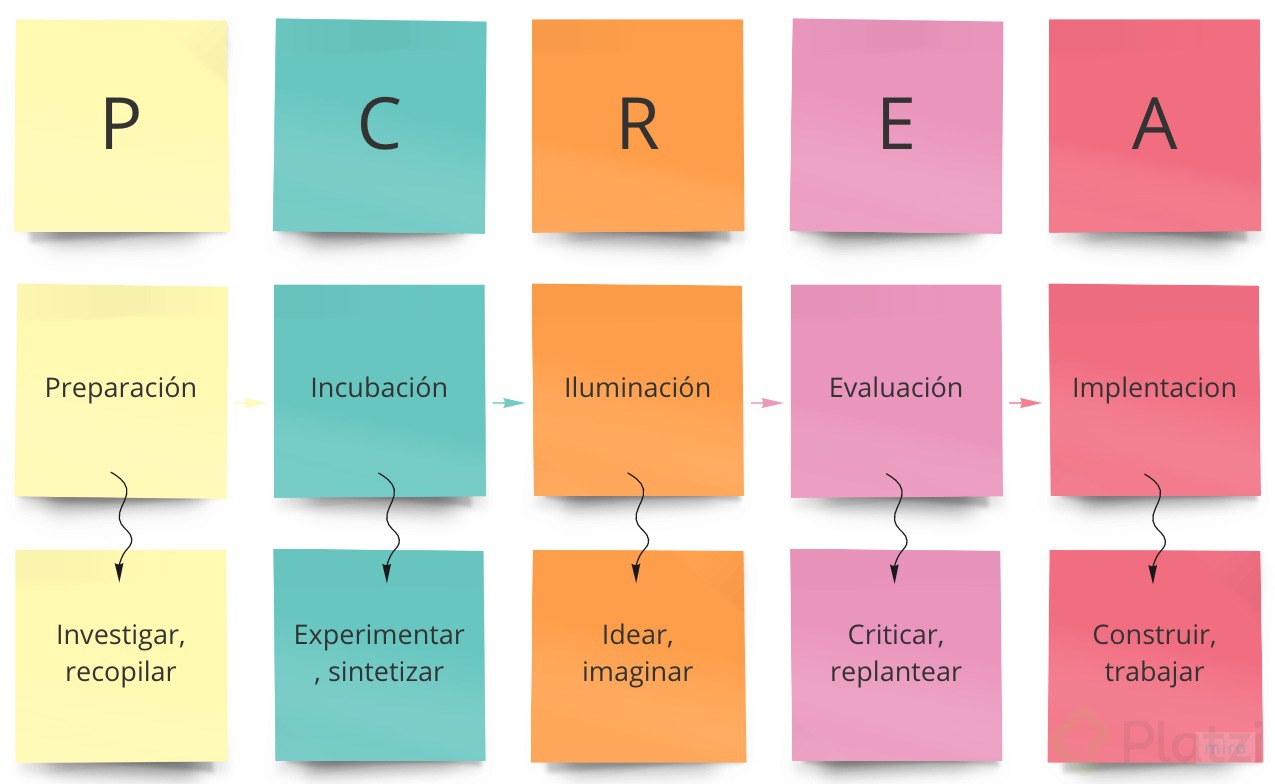 P
C
R
E
A
Preparación
Incubación
Iluminación
Evaluación
Implentacion
Investigar,
recopilar
Experimentar
, sintetizar
Idear,
imaginar
Criticar,
replantear
Construir,
trabajar
Platzi
miro